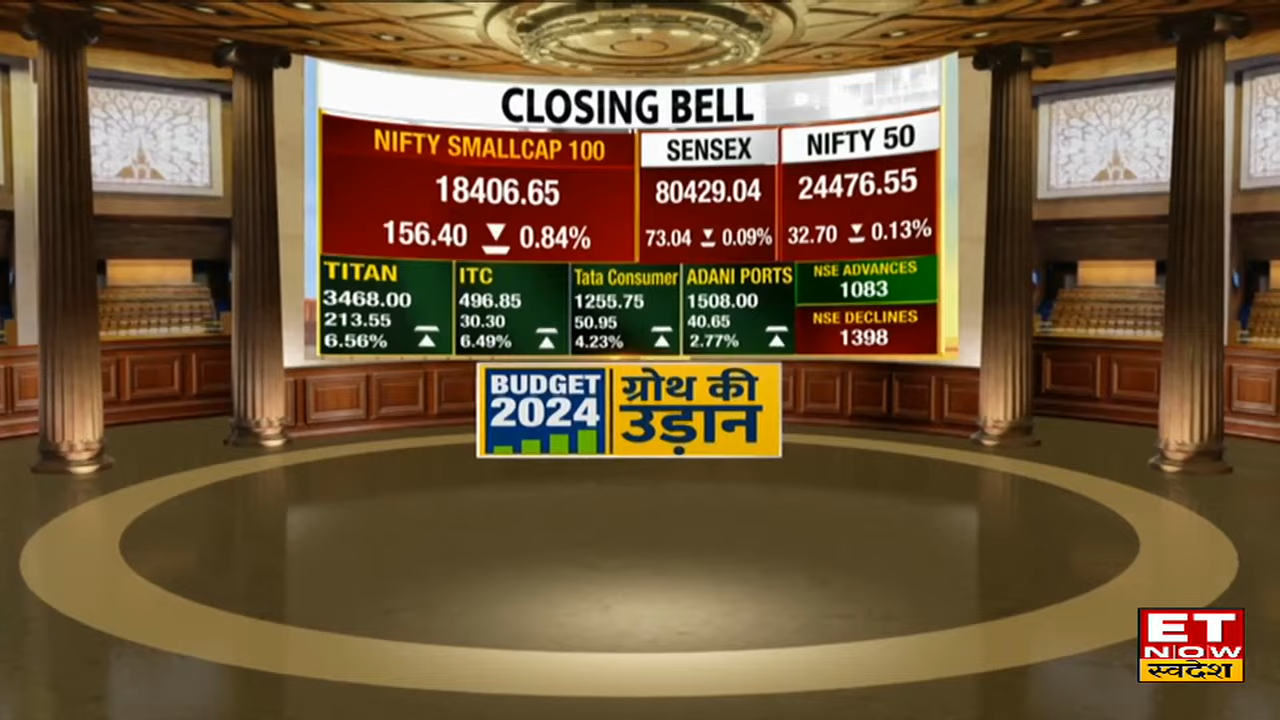 CLOSING BELL
NIFTY SMALLCAP 100
18406.65
156.40 0.84%
SENSEX
80429.04
73.04 0.09%
NIFTY 50
24476.55
32.70 0.13%
TITAN
3468.00
213.55
6.56%
ITC
496.85
30.30
6.49%
Tata Consumer
1255.75
50.95
4.23%
ADANI PORTS
1508.00
40.65
2.77%
NSE ADVANCES
1083
NSE DECLINES
1398
BUDGET
2024
ग्रोथ की
उड़ान
ET
NOW
स्वदेश